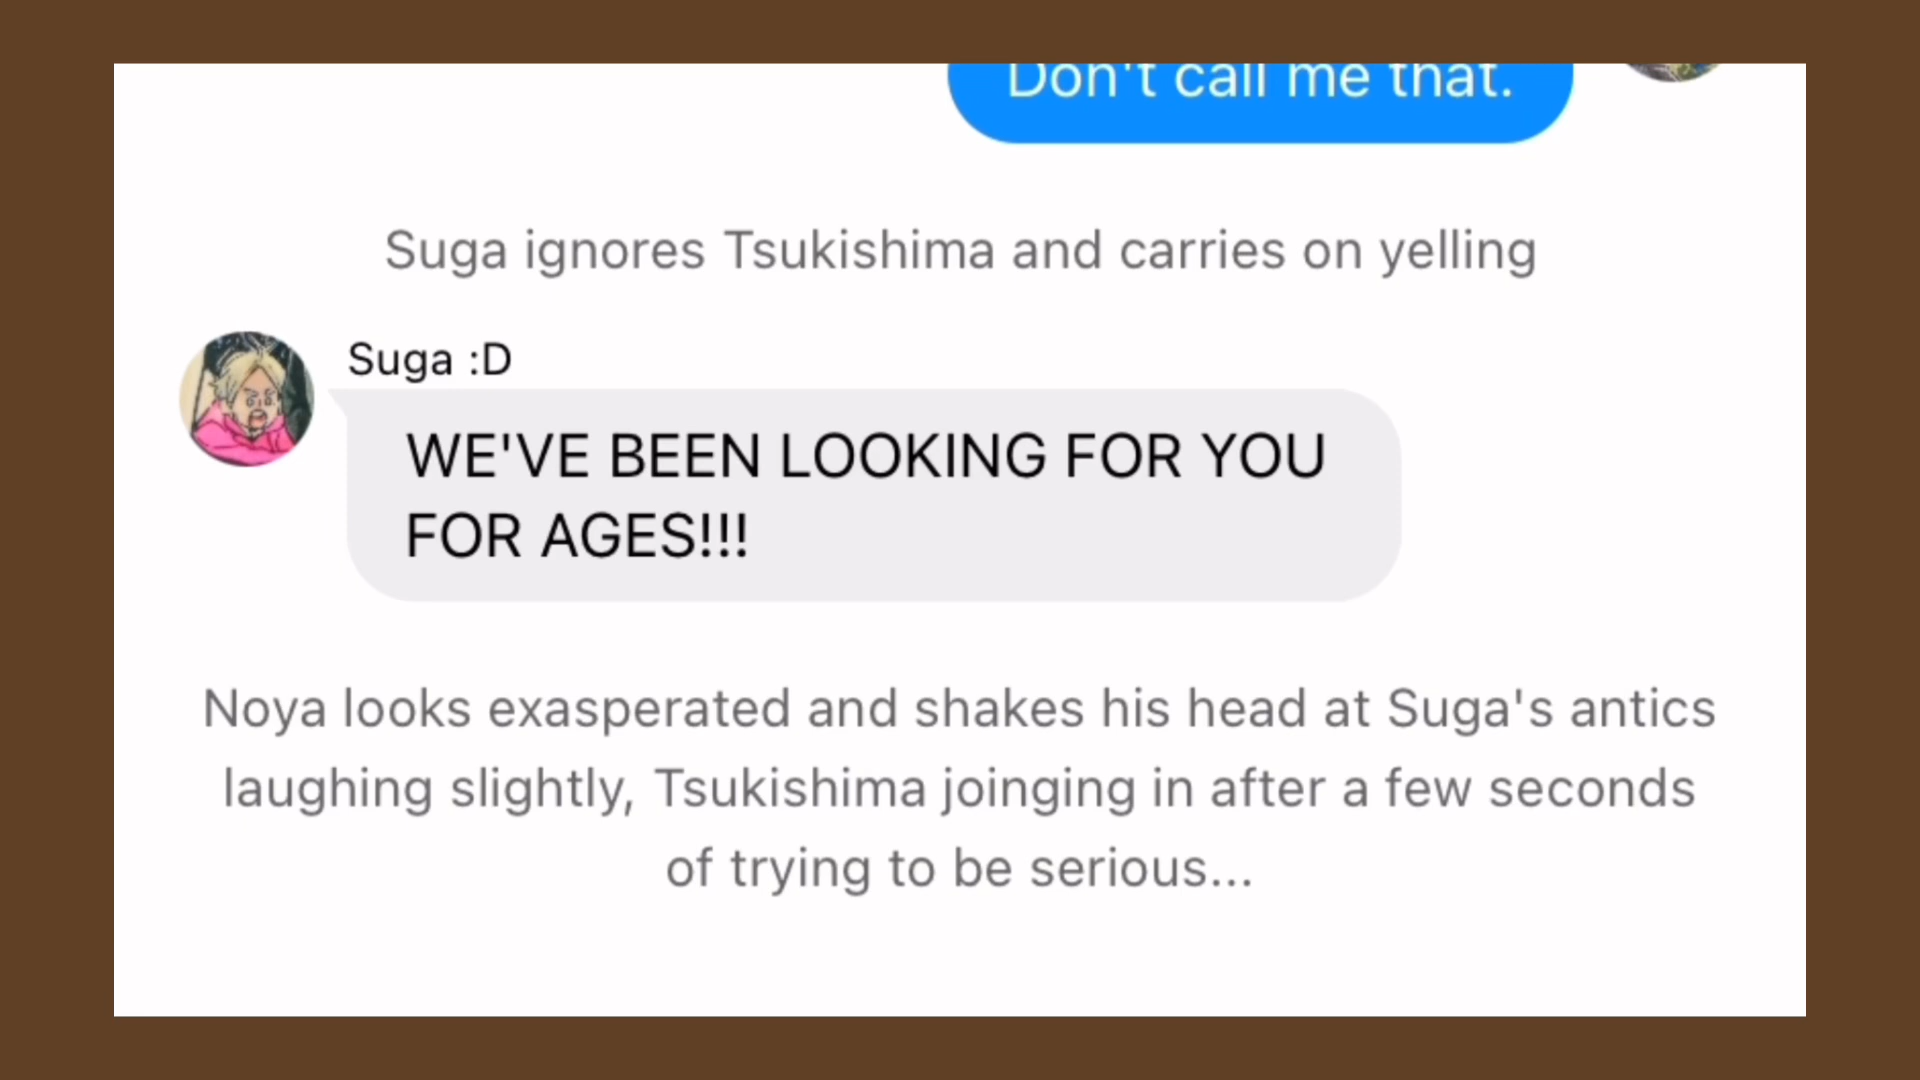 Don't call me that.
Suga ignores Tsukishima and carries on yelling
Suga :D
WE'VE BEEN LOOKING FOR YOU
FOR AGES!!!
Noya looks exasperated and shakes his head at Suga's antics
laughing slightly, Tsukishima joinging in after a few seconds
of trying to be serious...